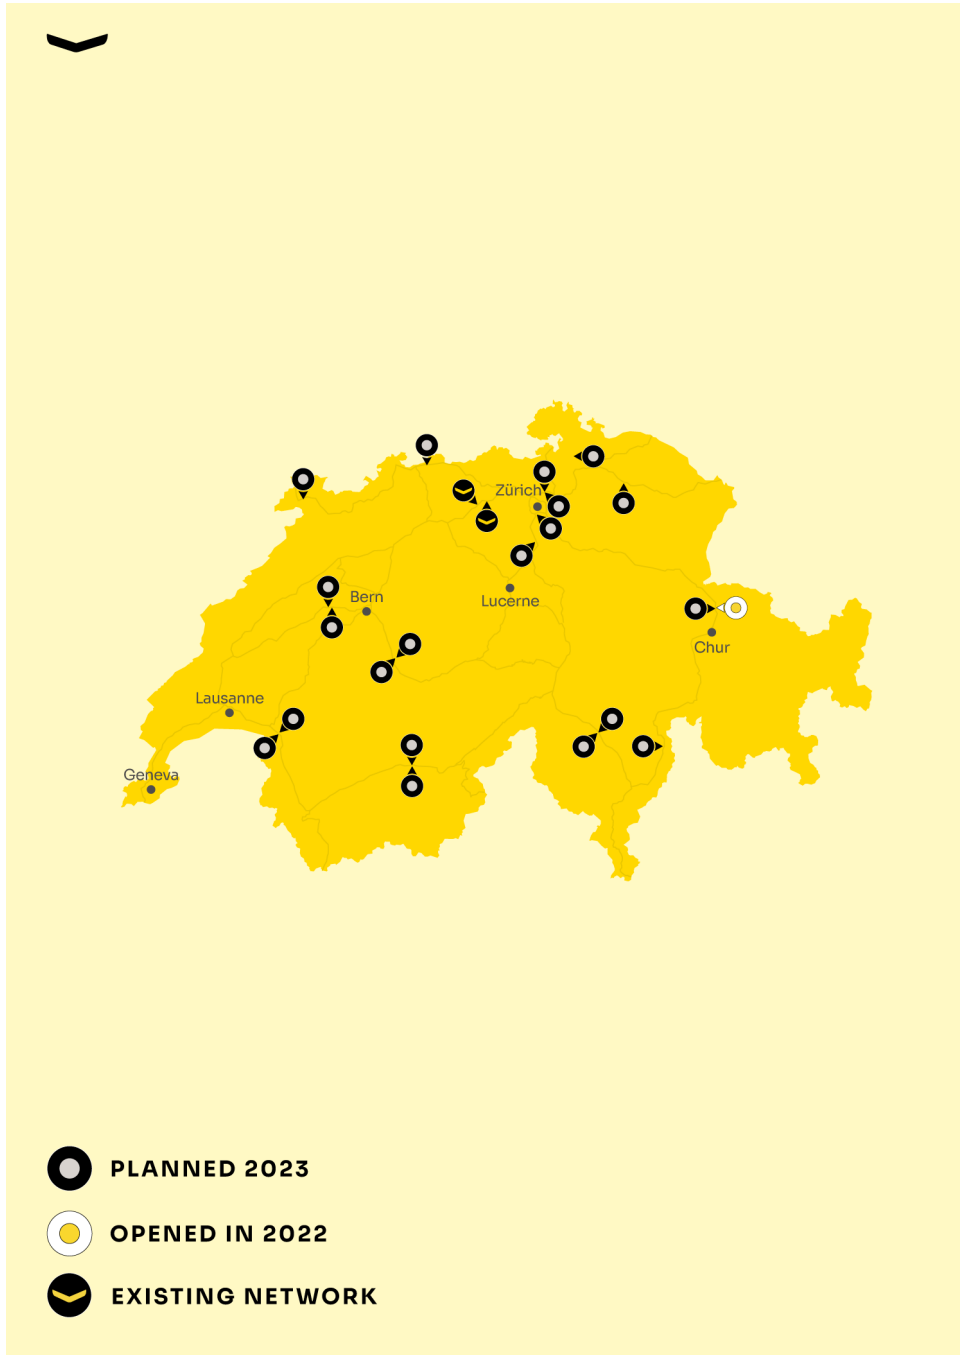 Zürich
Bern
Lucerne
Chur
Lausanne
Geneva
PLANNED 2023
OPENED IN 2022
EXISTING NETWORK